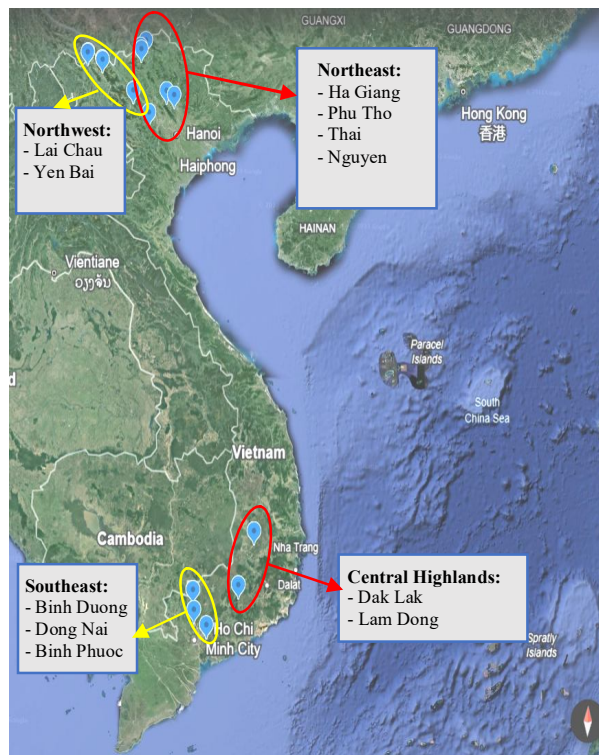 GUANGXI
GUANGDONG
Northeast:
- Ha Giang
- Phu Tho
- Thai
- Nguyen
Hong Kong
香港
Northwest:
- Lai Chau
- Yen Bai
Hanoi
Haiphong
HAINAN
Vientiane
ວຽງຈັນ
d
Paracel
Islands
South
China Sea
Vietnam
Cambodia
Nha Trang
Dalat
Southeast:
- Binh Duong
- Dong Nai
- Binh Phuoc
Central Highlands:
- Dak Lak
- Lam Dong
Ho Chi
Minh City
Spratly
Islands